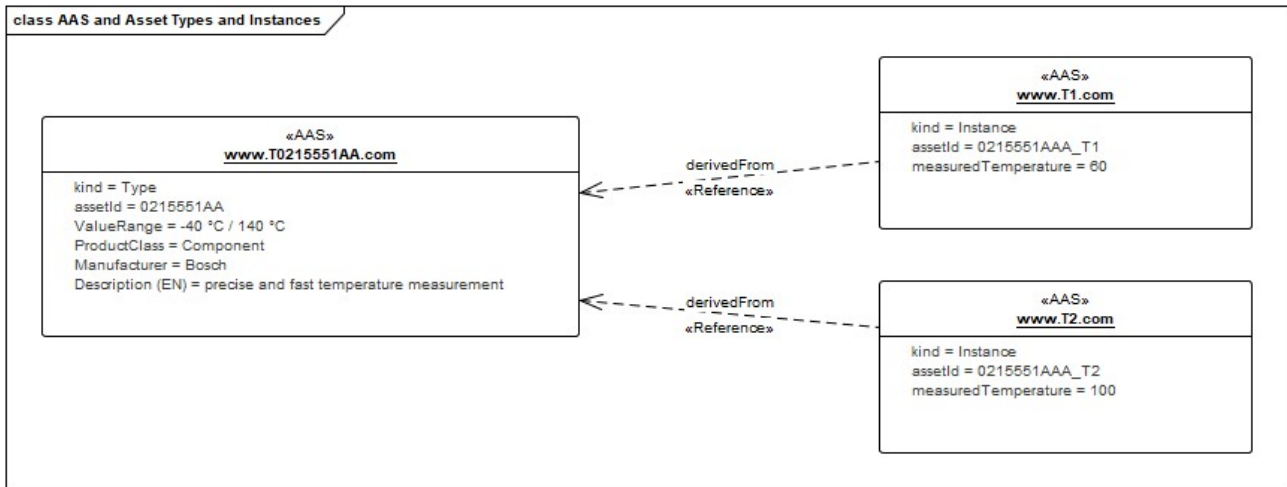 class AAS and Asset Types and Instances
«AAS»
www.T0215551AA.com
kind = Type
assetId = 0215551AA
ValueRange = -40 °C / 140 °C
ProductClass = Component
Manufacturer = Bosch
Description (EN) = precise and fast temperature measurement
derivedFrom
«Reference»
«AAS»
www.T1.com
kind = Instance
assetId = 0215551AAA_T1
measuredTemperature = 60
derivedFrom
«Reference»
«AAS»
www.T2.com
kind = Instance
assetId = 0215551AAA_T2
measuredTemperature = 100